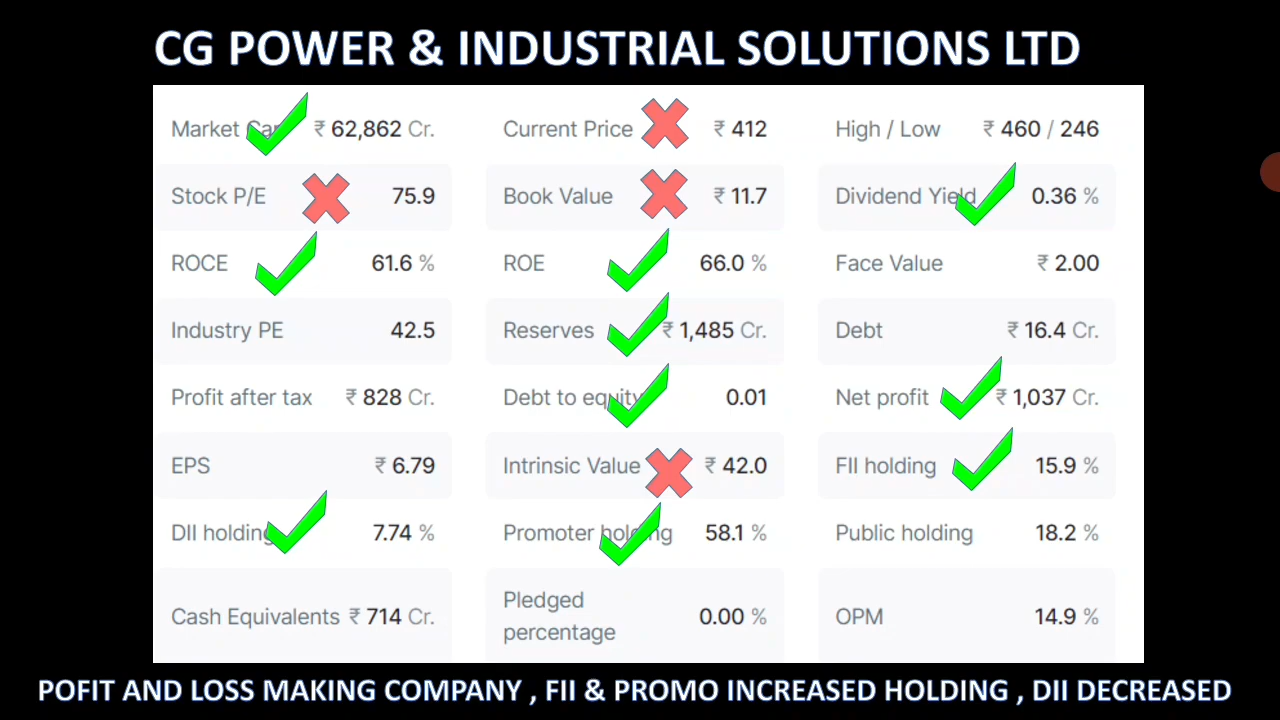 CG POWER & INDUSTRIAL SOLUTIONS LTD
Market Cap ₹ 62,862 Cr. Current Price ₹ 412 High / Low ₹ 460 / 246
Stock P/E 75.9 Book Value ₹ 11.7 Dividend Yield 0.36 %
ROCE 61.6 % ROE 66.0 % Face Value ₹ 2.00
Industry PE 42.5 Reserves ₹ 1,485 Cr. Debt ₹ 16.4 Cr.
Profit after tax ₹ 828 Cr. Debt to equity 0.01 Net profit ₹ 1,037 Cr.
EPS ₹ 6.79 Intrinsic Value ₹ 42.0 FII holding 15.9 %
DII holding 7.74 % Promoter holding 58.1 % Public holding 18.2 %
Cash Equivalents ₹ 714 Cr. Pledged percentage 0.00 % OPM 14.9 %
POFIT AND LOSS MAKING COMPANY , FII & PROMO INCREASED HOLDING , DII DECREASED